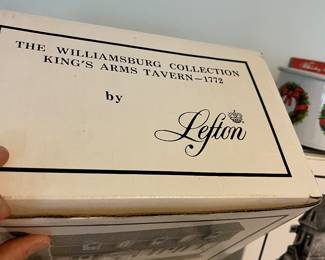 THE WILLIAMSBURG COLLECTION
KING'S ARMS TAVERN—1772
by
Lefton